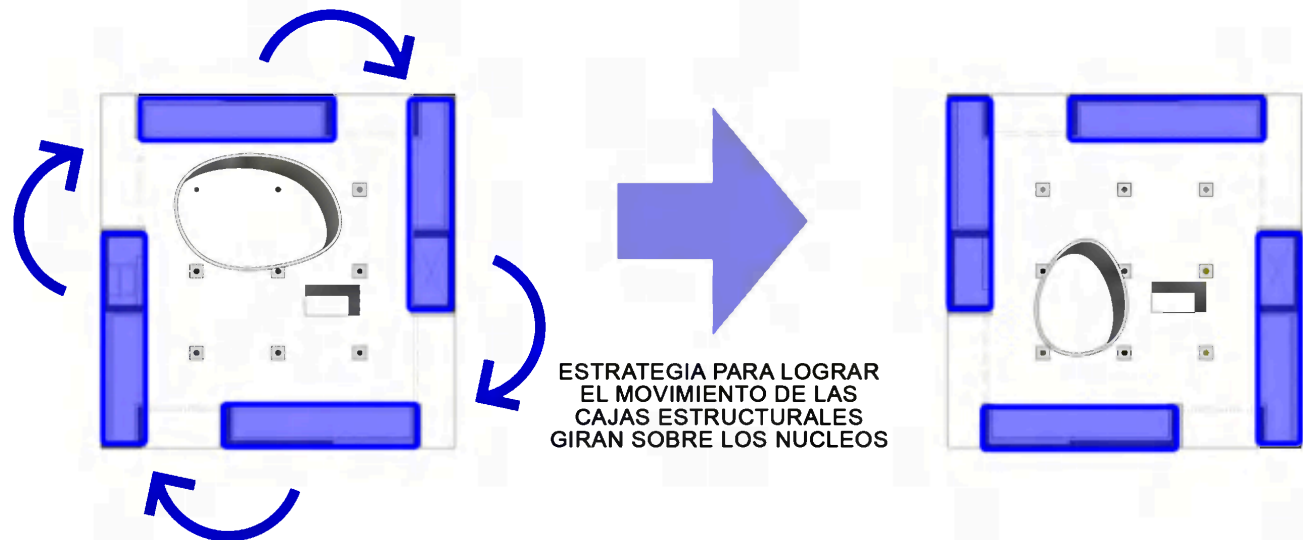 ESTRATEGIA PARA LOGRAR
EL MOVIMIENTO DE LAS
CAJAS ESTRUCTURALES
GIRAN SOBRE LOS NUCLEOS